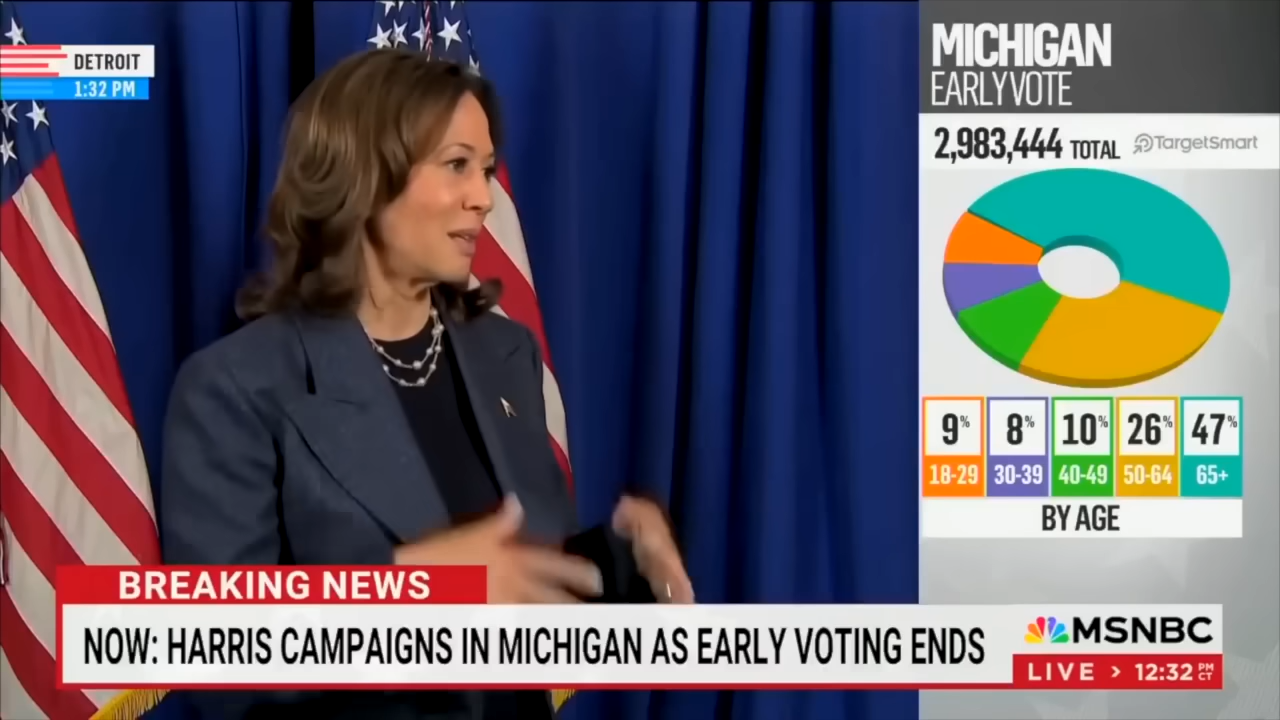 DETROIT
1:32 PM
MICHIGAN
EARLY VOTE
2,983,444 TOTAL
TargetSmart
9% 8% 10% 26% 47%
18-29 30-39 40-49 50-64 65+
BY AGE
BREAKING NEWS
NOW: HARRIS CAMPAIGNS IN MICHIGAN AS EARLY VOTING ENDS
MSNBC
LIVE > 12:32 PM CT